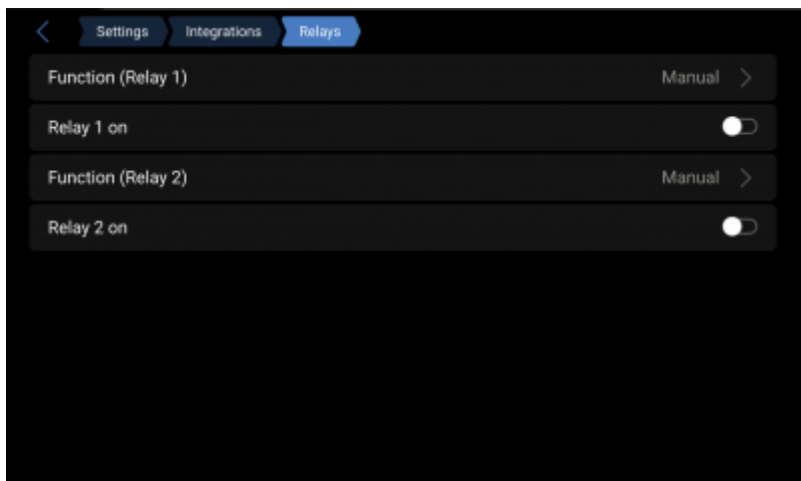 Settings Integrations Relays
Function (Relay 1) Manual
Relay 1 on
Function (Relay 2) Manual
Relay 2 on